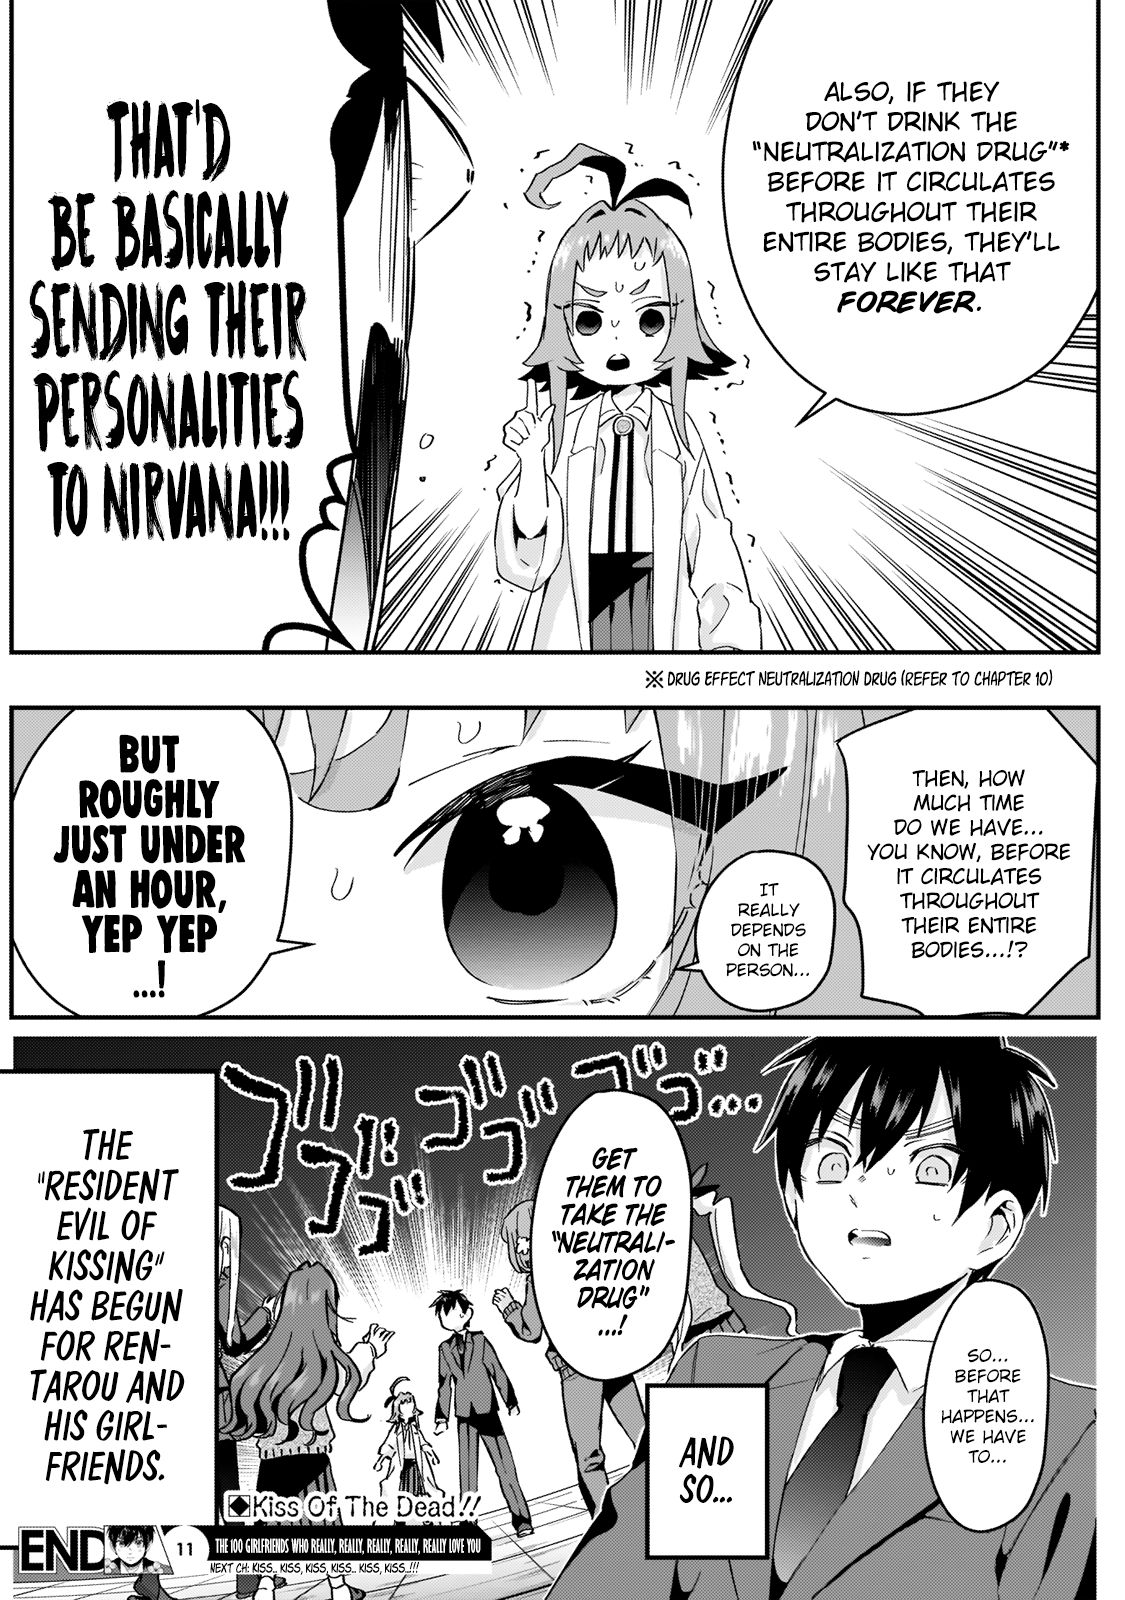 ALSO, IF THEY
DON'T DRINK THE
"NEUTRALIZATION DRUG"*
BEFORE IT CIRCULATES
THROUGHOUT THEIR
ENTIRE BODIES, THEY'LL
STAY LIKE THAT
FOREVER.
THAT'D
BE BASICALLY
SENDING THEIR
PERSONALITIES
TO NIRVANA!!!
※ DRUG EFFECT NEUTRALIZATION DRUG (REFER TO CHAPTER 10)
THEN, HOW
MUCH TIME
DO WE HAVE...
YOU KNOW, BEFORE
IT CIRCULATES
THROUGHOUT
THEIR ENTIRE
BODIES...!?
IT
REALLY
DEPENDS
ON THE
PERSON...
BUT
ROUGHLY
JUST UNDER
AN HOUR,
YEP YEP
...!
SO...
BEFORE
THAT
HAPPENS...
WE HAVE
TO...
GET
THEM TO
TAKE THE
"NEUTRALI-
ZATION
DRUG"
...!
ゴゴゴゴゴゴ...
AND
SO...
THE
"RESIDENT
EVIL OF
KISSING"
HAS BEGUN
FOR REN-
TAROU AND
HIS GIRL-
FRIENDS.
◆Kiss Of The Dead!!
END
11
THE 100 GIRLFRIENDS WHO REALLY, REALLY, REALLY, REALLY, REALLY LOVE YOU
NEXT CH: KISS... KISS, KISS, KISS... KISS, KISS...!!!